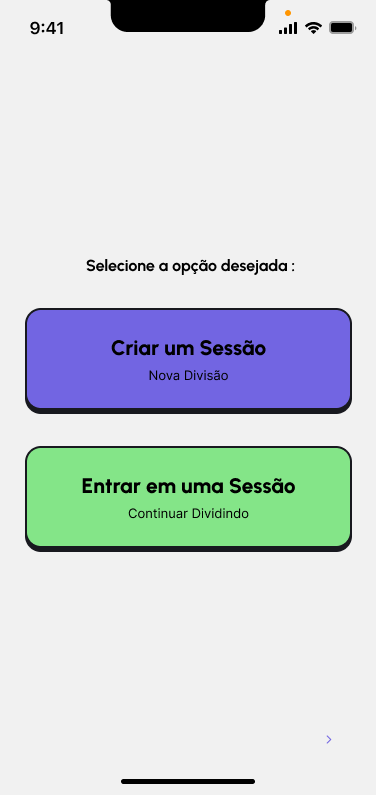 9:41
Selecione a opção desejada :
Criar um Sessão
Nova Divisão
Entrar em uma Sessão
Continuar Dividindo